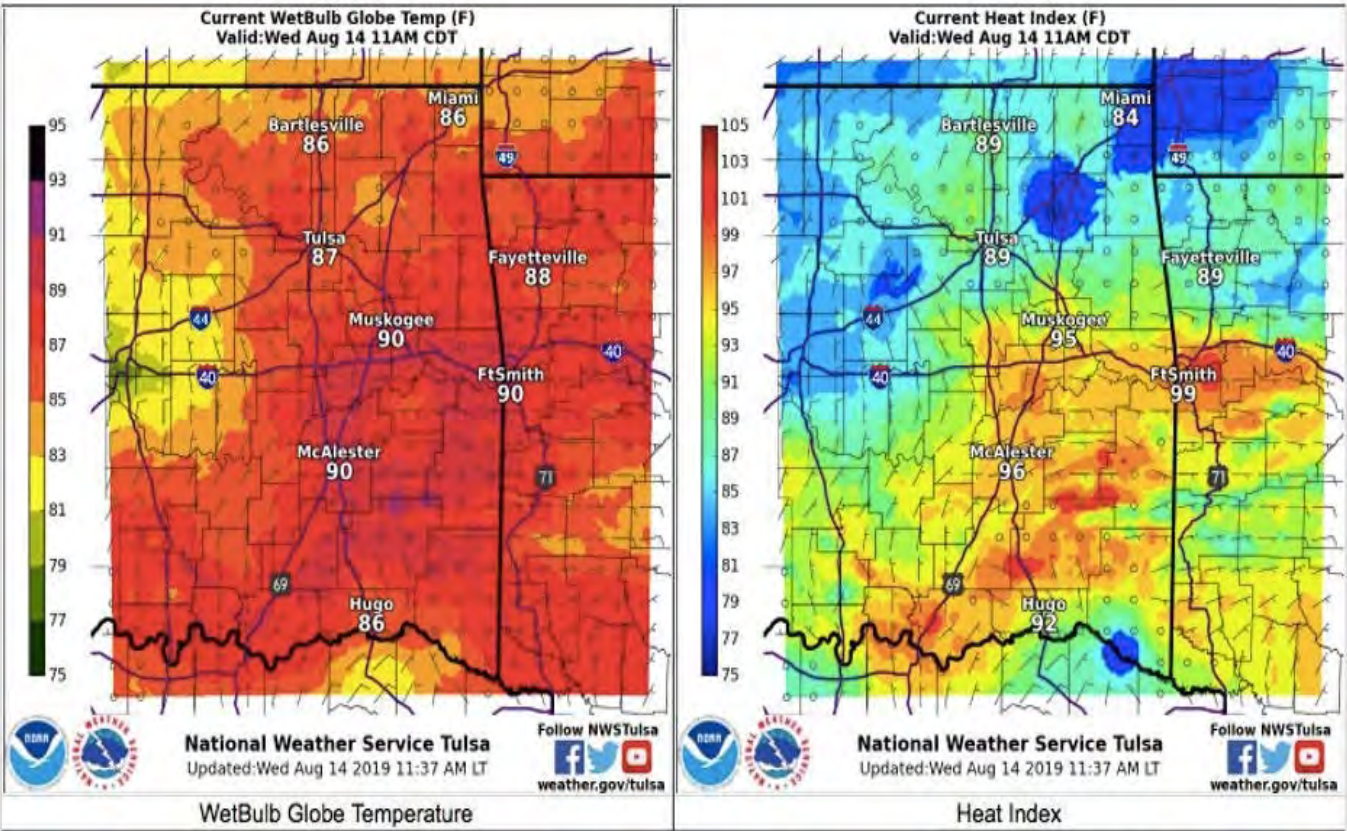 Current WetBulb Globe Temp (F)
Valid:Wed Aug 14 11AM CDT
95
93
91
89
87
85
83
81
79
77
75
Miami
86
Bartlesville
86
49
Tulsa
87
Fayetteville
88
44
Muskogee
90
40
40
FtSmith
90
McAlester
90
71
69
Hugo
86
NOAA
National Weather Service Tulsa
Updated:Wed Aug 14 2019 11:37 AM LT
Follow NWSTulsa
weather.gov/tulsa
WetBulb Globe Temperature
Current Heat Index (F)
Valid:Wed Aug 14 11AM CDT
105
103
101
99
97
95
93
91
89
87
85
83
81
79
77
75
Miami
84
Bartlesville
89
49
Tulsa
89
Fayetteville
89
44
Muskogee
95
40
40
FtSmith
99
McAlester
96
71
69
Hugo
92
NOAA
National Weather Service Tulsa
Updated:Wed Aug 14 2019 11:37 AM LT
Follow NWSTulsa
weather.gov/tulsa
Heat Index